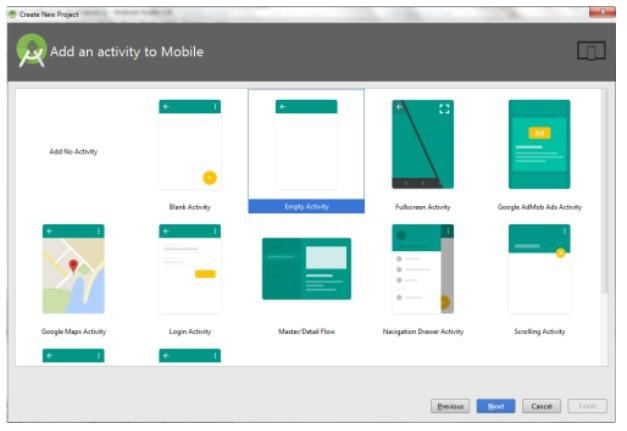 Create New Project
Add an activity to Mobile
Add No Activity
Blank Activity
Empty Activity
Fullscreen Activity
Ad
Google AdMob Ads Activity
Google Maps Activity
Login Activity
Master/Detail Flow
Navigation Drawer Activity
Scrolling Activity
Previous
Next
Cancel
Finish